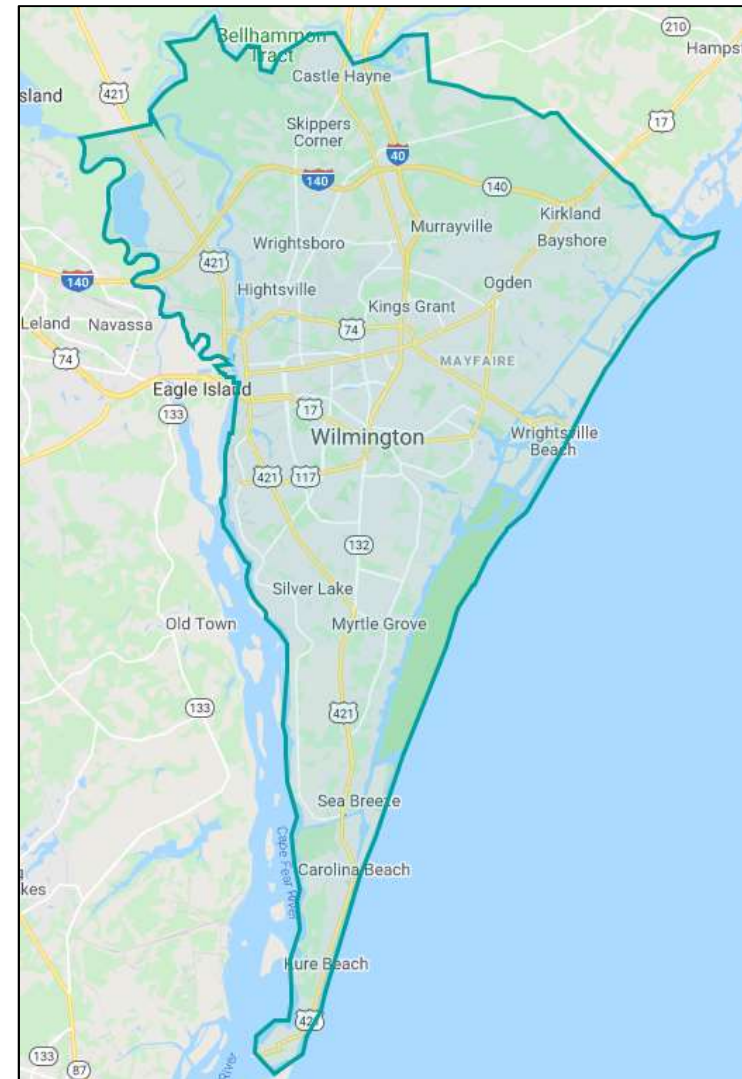 Bellhammon
Tract
210
Hampst
Castle Hayne
421
sland
17
Skippers
Corner
40
140
140
Kirkland
Murrayville
Bayshore
Wrightsboro
421
140
Ogden
Hightsville
Kings Grant
Leland
Navassa
74
74
MAYFAIRE
Eagle Island
133
17
Wilmington
Wrightsville
Beach
421
117
132
Silver Lake
Old Town
Myrtle Grove
133
421
Sea Breeze
Cape Fear River
Carolina Beach
kes
Kure Beach
421
133
87
River